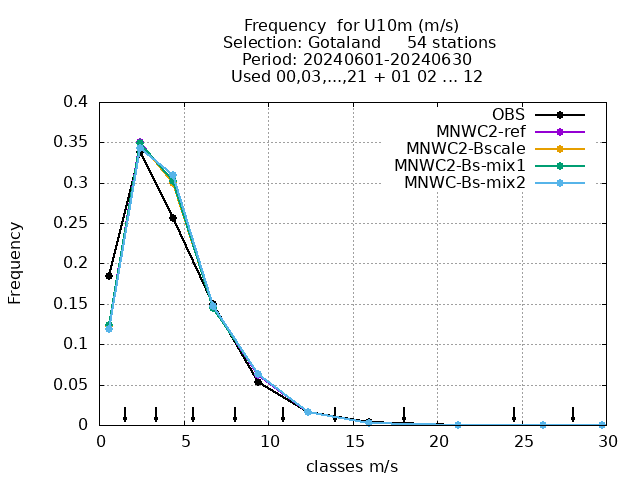 Frequency  for U10m (m/s)
Selection: Gotaland     54 stations
Period: 20240601-20240630
Used 00,03,...,21 + 01 02 ... 12
OBS
MNWC2-ref
MNWC2-Bscale
MNWC2-Bs-mix1
MNWC-Bs-mix2
Frequency
0.4
0.35
0.3
0.25
0.2
0.15
0.1
0.05
0
0 5 10 15 20 25 30
classes m/s